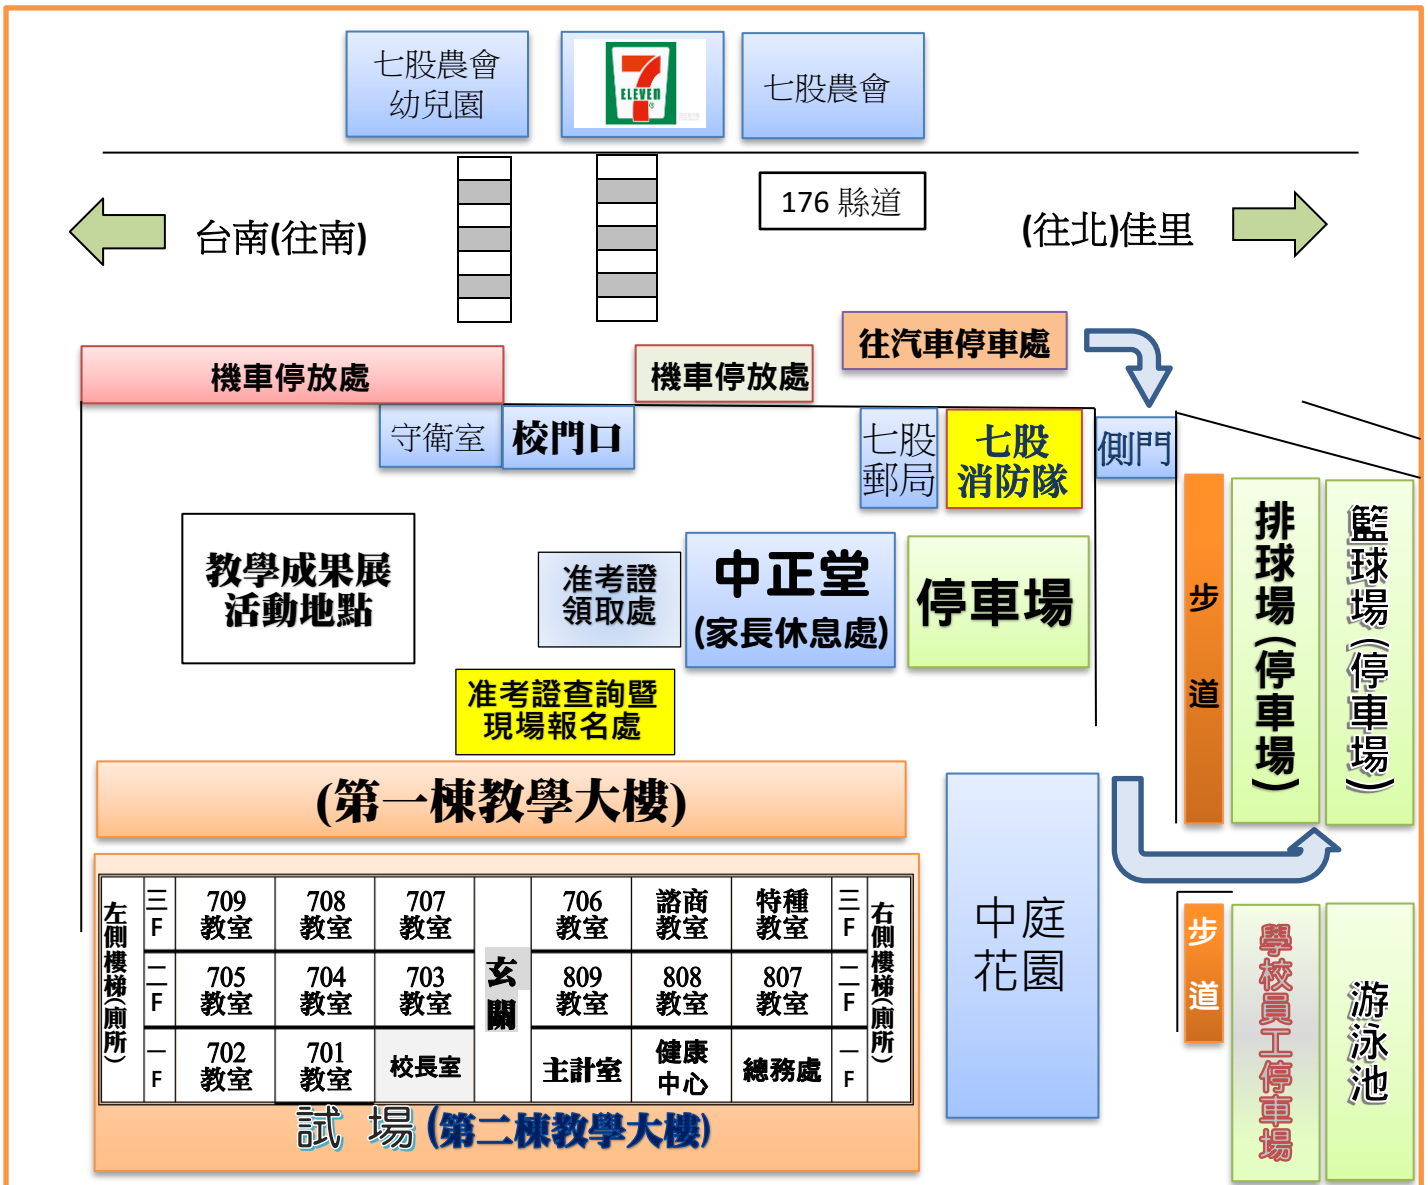 七股農會
幼兒園
7
ELEVEN
®
七股農會
176 縣道
台南(往南)
(往北)佳里
往汽車停車處
機車停放處
機車停放處
守衛室
校門口
七股
郵局
七股
消防隊
側門
教學成果展
活動地點
准考證
領取處
中正堂
(家長休息處)
停車場
步道
排球場(停車場)
籃球場(停車場)
准考證查詢暨
現場報名處
(第一棟教學大樓)
左側樓梯(廁所)
三F
709
教室
708
教室
707
教室
玄關
706
教室
諮商
教室
特種
教室
三F
右側樓梯(廁所)
二F
705
教室
704
教室
703
教室
809
教室
808
教室
807
教室
二F
一F
702
教室
701
教室
校長室
主計室
健康
中心
總務處
一F
試 場 (第二棟教學大樓)
中庭
花園
步道
學校員工停車場
游泳池